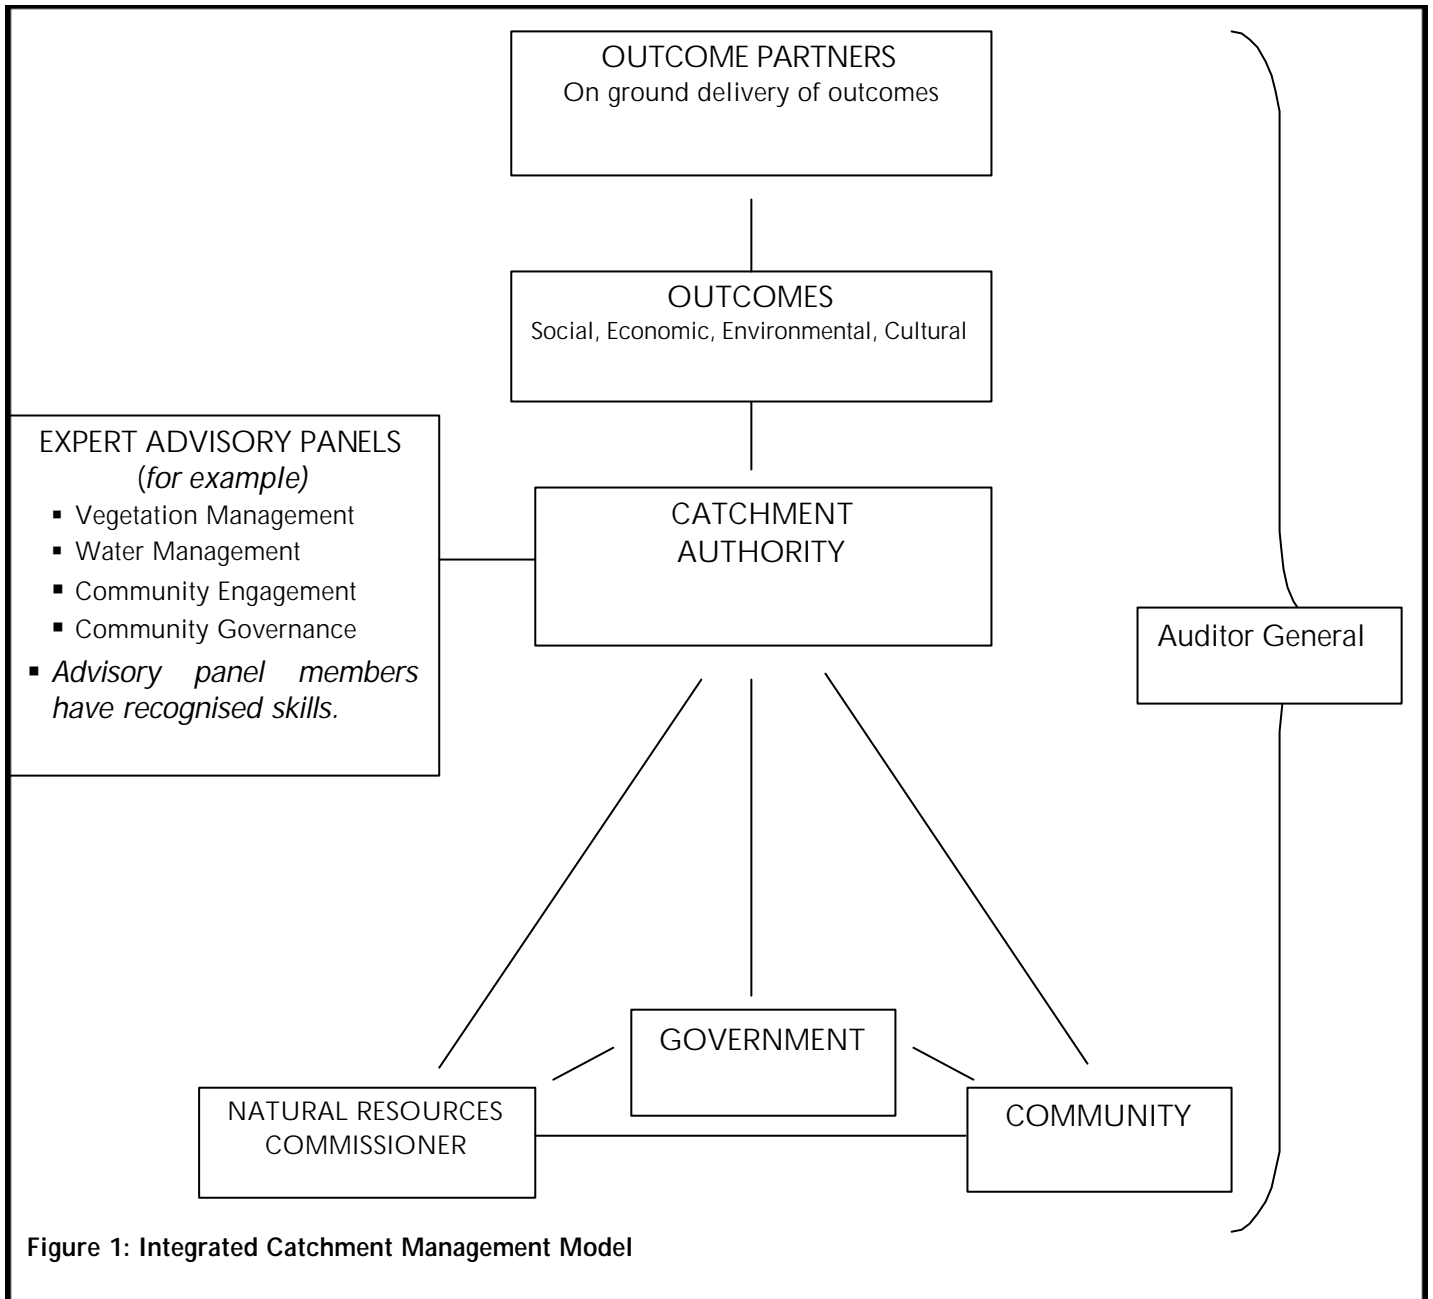 OUTCOME PARTNERS
On ground delivery of outcomes
OUTCOMES
Social, Economic, Environmental, Cultural
EXPERT ADVISORY PANELS
(for example)
▪ Vegetation Management
▪ Water Management
▪ Community Engagement
▪ Community Governance
▪ Advisory panel members
have recognised skills.
CATCHMENT
AUTHORITY
Auditor General
GOVERNMENT
NATURAL RESOURCES
COMMISSIONER
COMMUNITY
Figure 1: Integrated Catchment Management Model